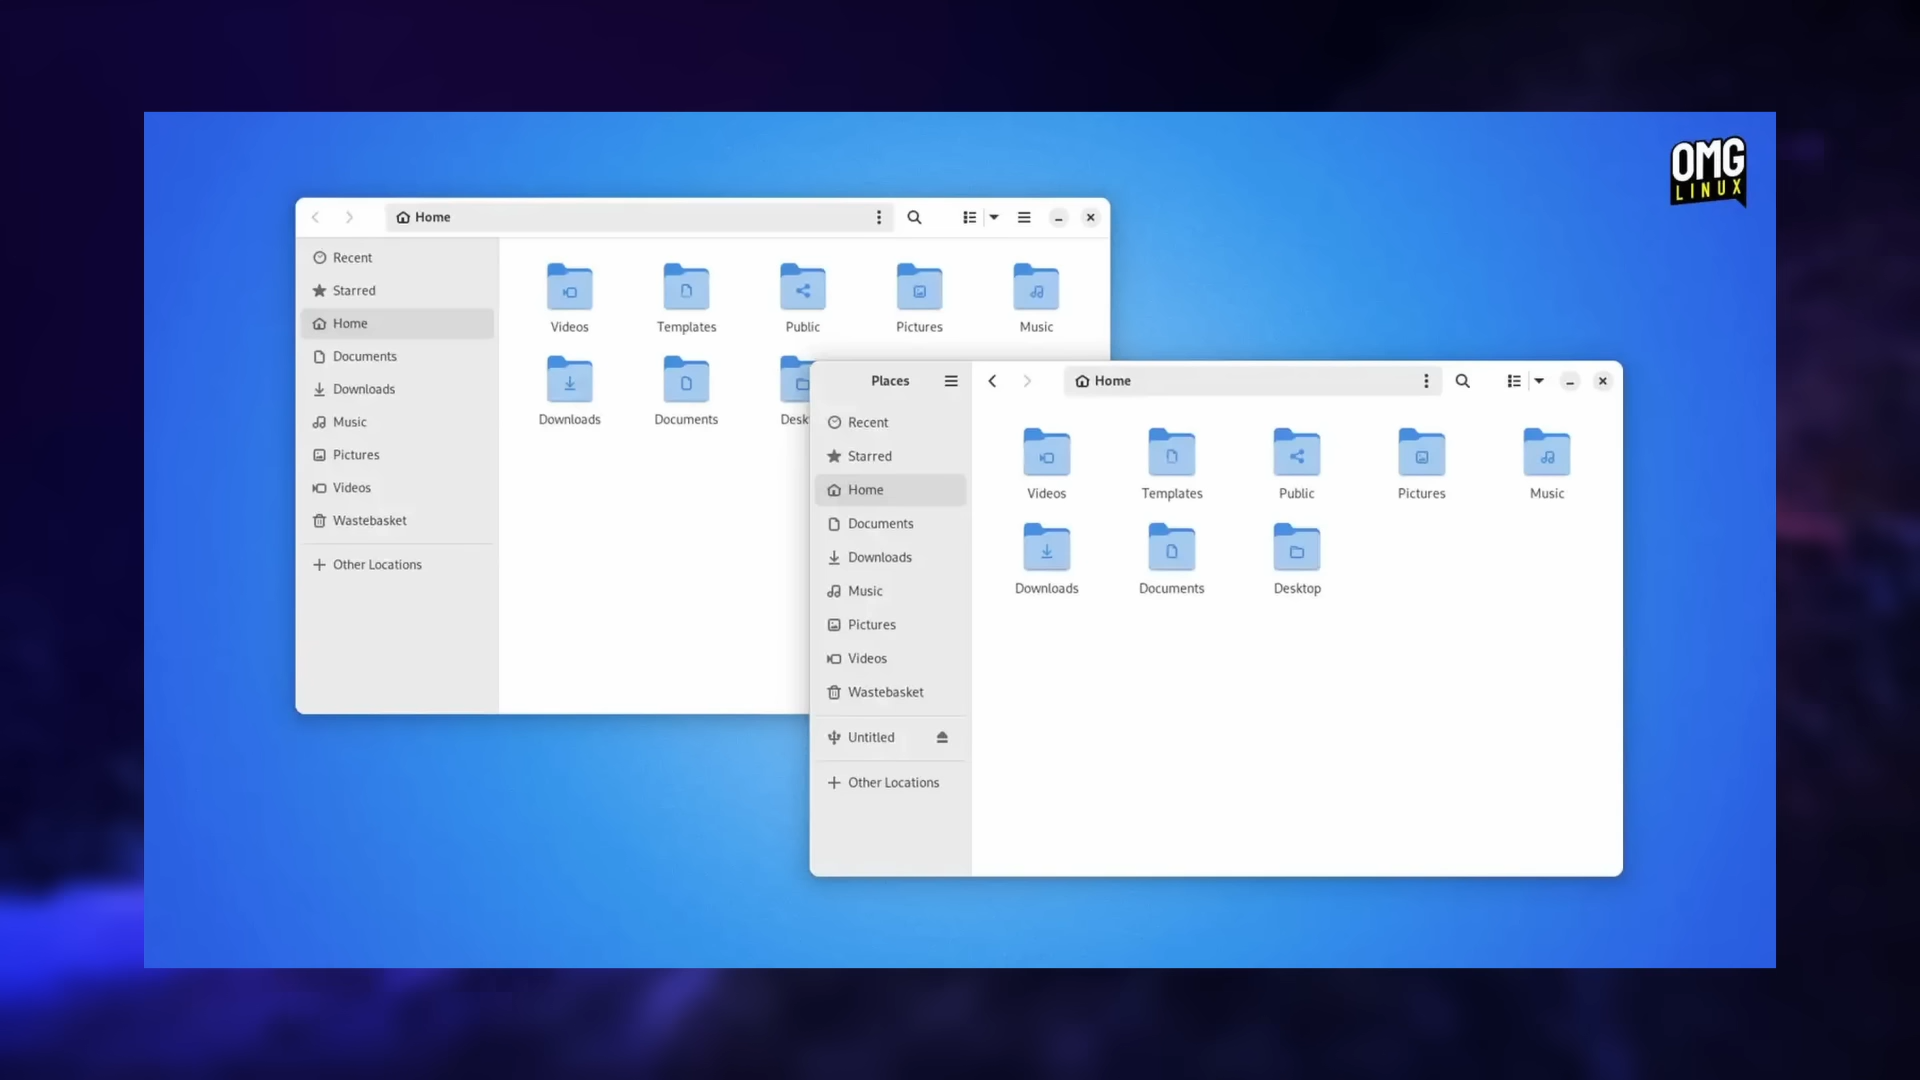 OMG
LINUX
Home
Recent
Starred
Home
Documents
Downloads
Music
Pictures
Videos
Wastebasket
Other Locations
Videos
Templates
Public
Pictures
Music
Downloads
Documents
Desk
Places
Home
Recent
Starred
Home
Documents
Downloads
Music
Pictures
Videos
Wastebasket
Untitled
Other Locations
Videos
Templates
Public
Pictures
Music
Downloads
Documents
Desktop